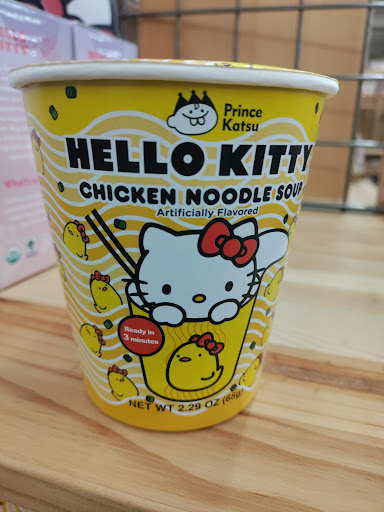 Prince
Katsu
HELLO KITTY
CHICKEN NOODLE SOUP
Artificially Flavored
Ready in
3 minutes
NET WT 2.29 OZ (65g)